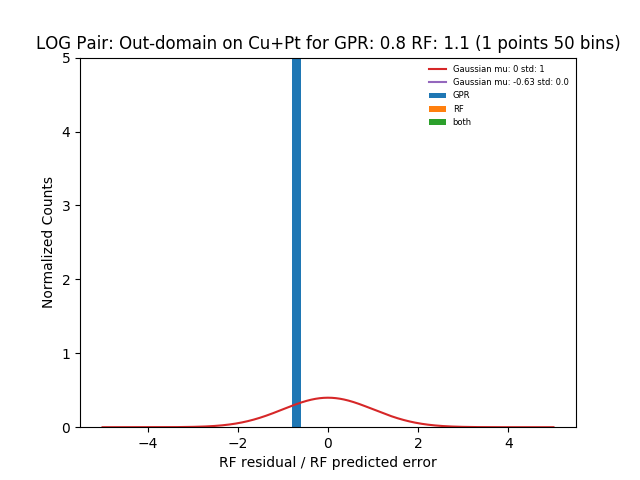 LOG Pair: Out-domain on Cu+Pt for GPR: 0.8 RF: 1.1 (1 points 50 bins)
Gaussian mu: 0 std: 1
Gaussian mu: -0.63 std: 0.0
GPR
RF
both
Normalized Counts
5
4
3
2
1
0
−4
−2
0
2
4
RF residual / RF predicted error